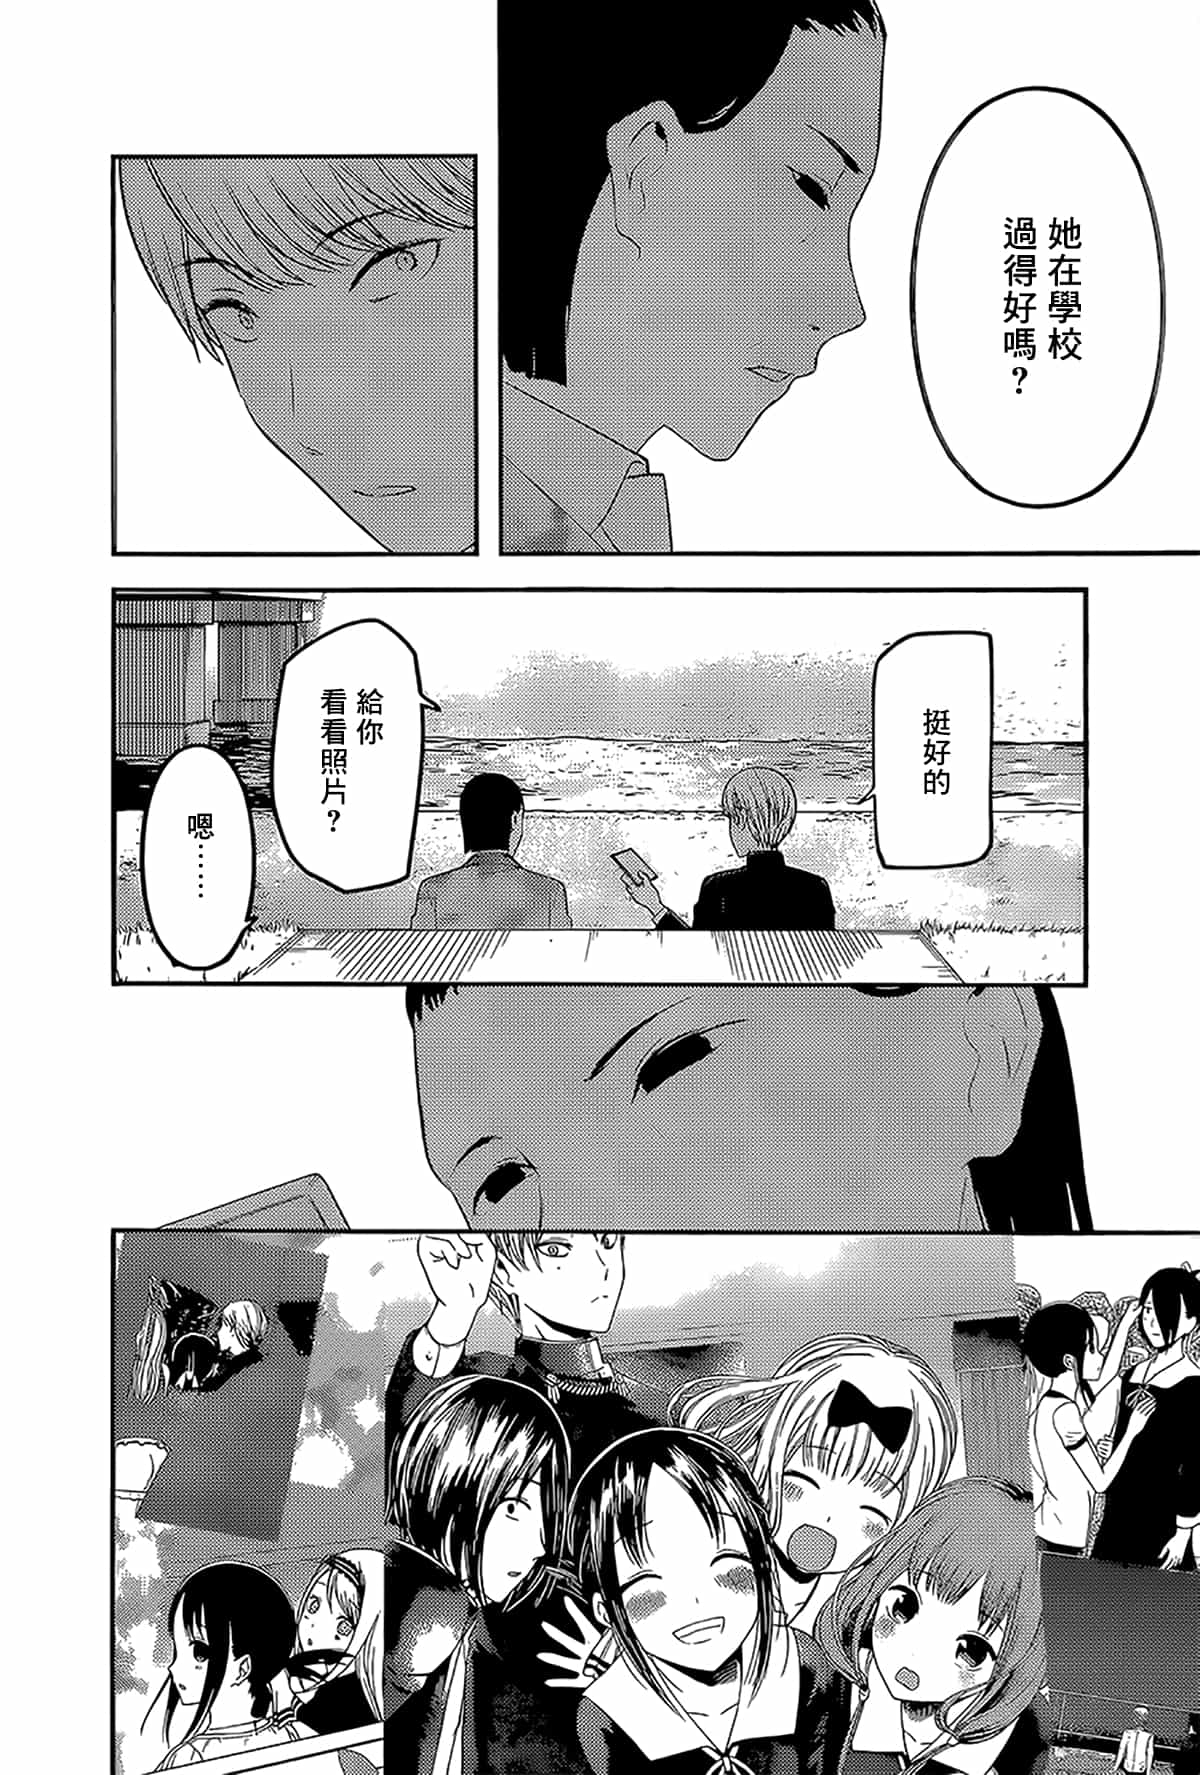 她在學校
過得好嗎？
挺好的
給你
看看照片？
嗯……